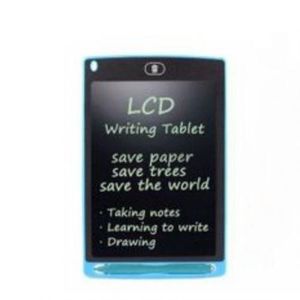 LCD
Writing Tablet
save paper
save trees
save the world
· Taking notes
· Learning to write
· Drawing